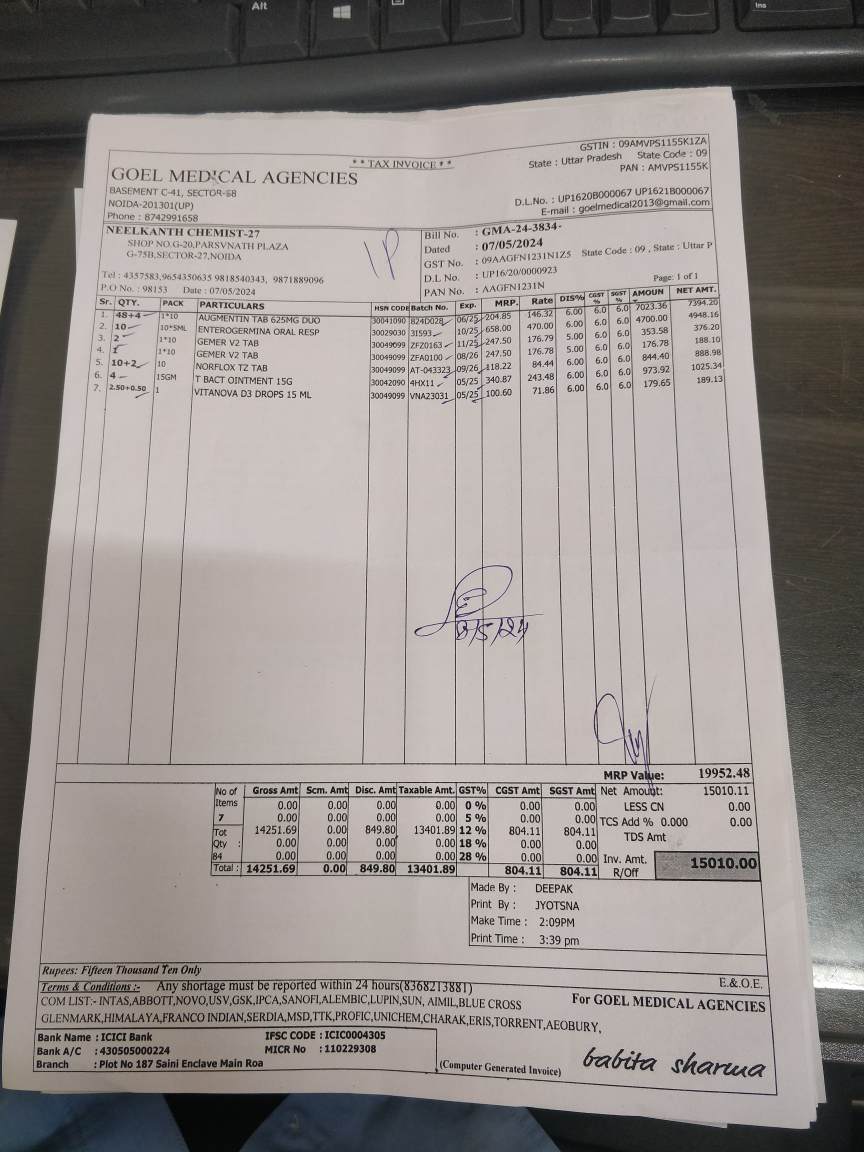 Alt
Ins
* * TAX INVOICE * *
GSTIN : 09AMVPS1155K1ZA
State : Uttar Pradesh State Code : 09
PAN : AMVPS1155K
GOEL MEDICAL AGENCIES
BASEMENT C-41, SECTOR-58
NOIDA-201301(UP)
Phone : 8742991658
D.L.No. : UP1620B000067 UP1621B000067
E-mail : goelmedical2013@gmail.com
NEELKANTH CHEMIST-27
SHOP NO.G-20,PARSVNATH PLAZA
G-75B,SECTOR-27,NOIDA
Tel : 4357583,9654350635 9818540343, 9871889096
P.O No. : 98153 Date : 07/05/2024
IP
Bill No. : GMA-24-3834-
Dated : 07/05/2024
GST No. : 09AAGFN1231N1Z5 State Code : 09 , State : Uttar P
D.L No. : UP16/20/0000923
PAN No. : AAGFN1231N Page: 1 of 1
Sr. QTY. PACK PARTICULARS HSN CODE Batch No. Exp. MRP. Rate DIS% CGST % SGST % AMOUN NET AMT.
1. 48+4 1*10 AUGMENTIN TAB 625MG DUO 30041090 824D028 06/25 204.85 146.32 6.00 6.0 6.0 7023.36 7394.20
2. 10 10*5ML ENTEROGERMINA ORAL RESP 30029030 3I593 10/25 658.00 470.00 6.00 6.0 6.0 4700.00 4948.16
3. 2 1*10 GEMER V2 TAB 30049099 ZFZ0163 11/25 247.50 176.79 5.00 6.0 6.0 353.58 376.20
4. 1 1*10 GEMER V2 TAB 30049099 ZFA0100 08/26 247.50 176.78 5.00 6.0 6.0 176.78 188.10
5. 10+2 10 NORFLOX TZ TAB 30049099 AT-043323 09/26 118.22 84.44 6.00 6.0 6.0 844.40 888.98
6. 4 15GM T BACT OINTMENT 15G 30042090 4HX11 05/25 340.87 243.48 6.00 6.0 6.0 973.92 1025.34
7. 2.50+0.50 1 VITANOVA D3 DROPS 15 ML 30049099 VNA23031 05/25 100.60 71.86 6.00 6.0 6.0 179.65 189.13
8/5/24
MRP Value: 19952.48
No of Items Gross Amt Scm. Amt Disc. Amt Taxable Amt. GST% CGST Amt SGST Amt Net Amount: 15010.11
0.00 0.00 0.00 0.00 0 % 0.00 0.00 LESS CN 0.00
7 0.00 0.00 0.00 0.00 5 % 0.00 0.00 TCS Add % 0.000 0.00
Tot 14251.69 0.00 849.80 13401.89 12 % 804.11 804.11 TDS Amt
Qty : 0.00 0.00 0.00 0.00 18 % 0.00 0.00
84 0.00 0.00 0.00 0.00 28 % 0.00 0.00 Inv. Amt. 15010.00
Total : 14251.69 0.00 849.80 13401.89 804.11 804.11 R/Off
Made By : DEEPAK
Print By : JYOTSNA
Make Time : 2:09PM
Print Time : 3:39 pm
Rupees: Fifteen Thousand Ten Only
E.&O.E.
Terms & Conditions :- Any shortage must be reported within 24 hours(8368213881)
COM LIST:- INTAS,ABBOTT,NOVO,USV,GSK,IPCA,SANOFI,ALEMBIC,LUPIN,SUN, AIMIL,BLUE CROSS
GLENMARK,HIMALAYA,FRANCO INDIAN,SERDIA,MSD,TTK,PROFIC,UNICHEM,CHARAK,ERIS,TORRENT,AEOBURY,
For GOEL MEDICAL AGENCIES
Bank Name : ICICI Bank IFSC CODE : ICIC0004305
Bank A/C : 430505000224 MICR No : 110229308
Branch : Plot No 187 Saini Enclave Main Roa
(Computer Generated Invoice)
babita sharma